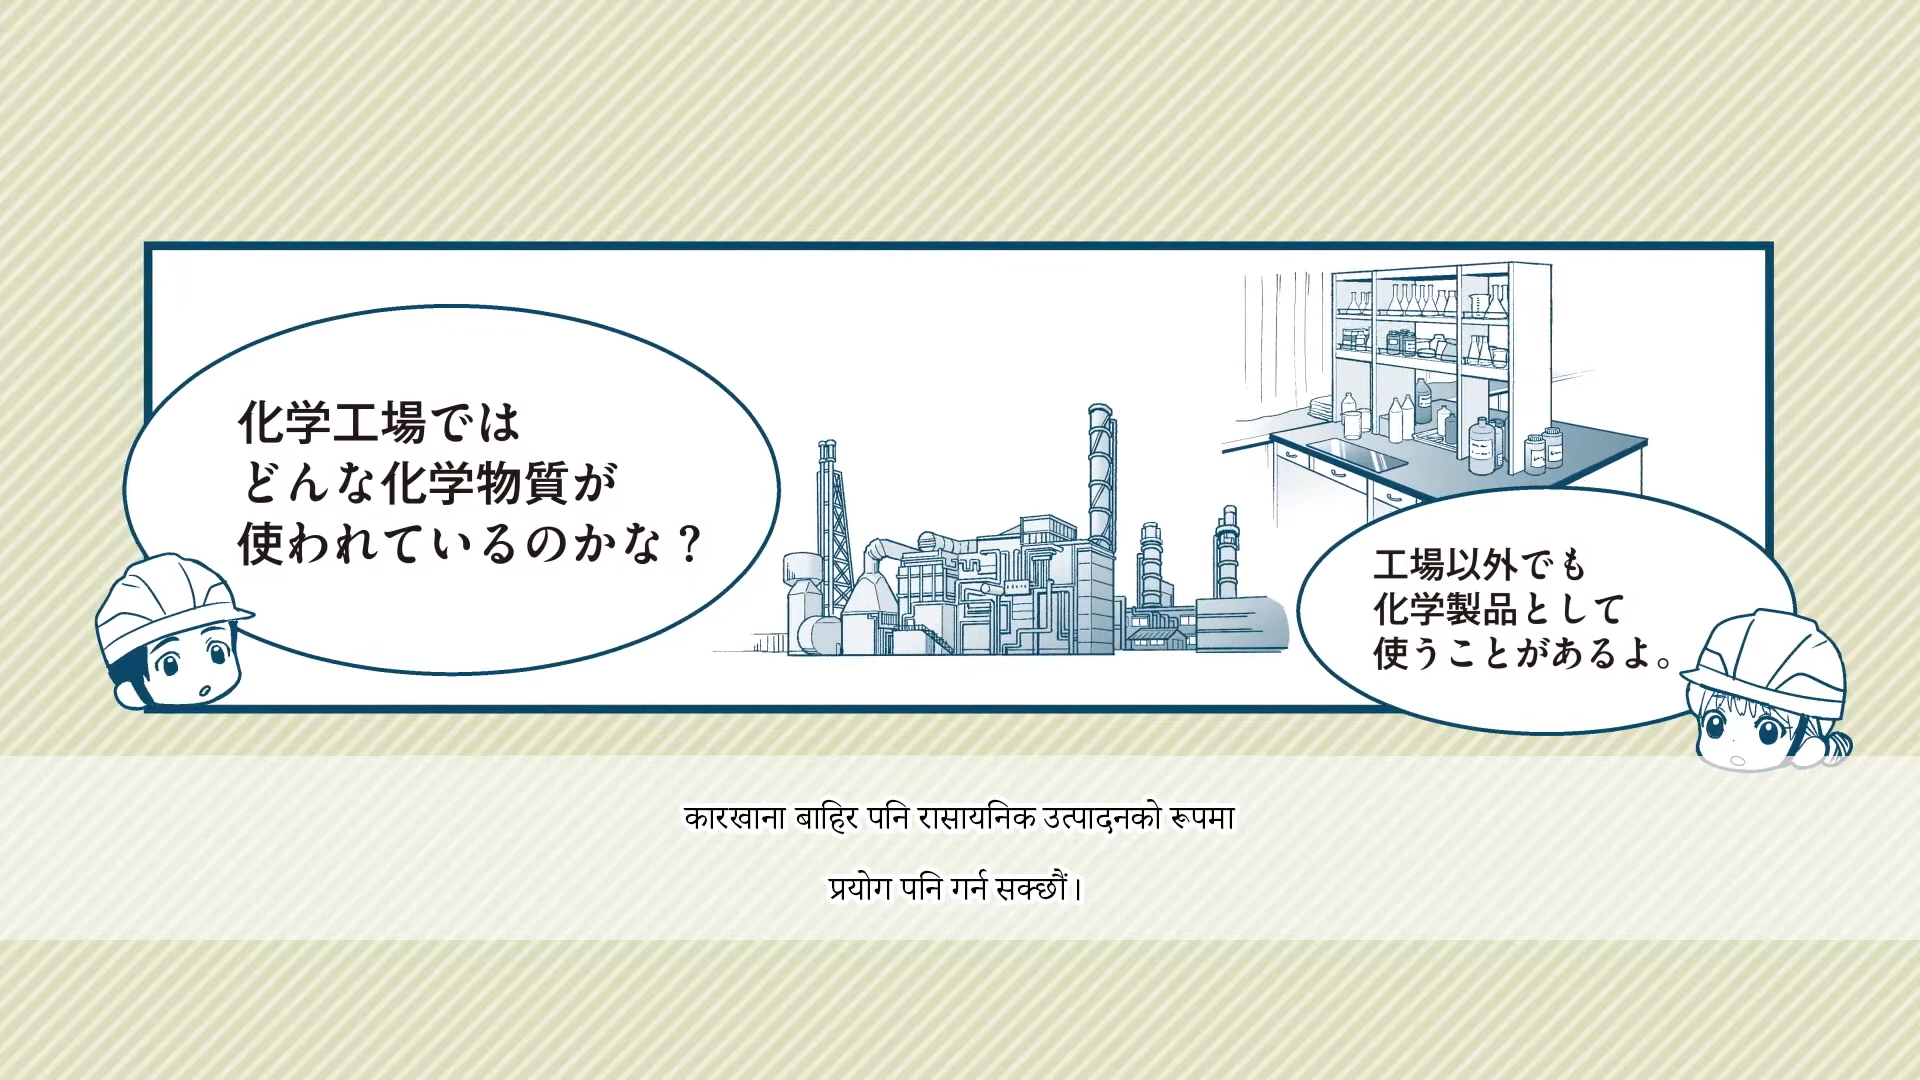 化学工場では
どんな化学物質が
使われているのかな？
工場以外でも
化学製品として
使うことがあるよ。
कारखाना बाहिर पनि रासायनिक उत्पादनको रूपमा
प्रयोग पनि गर्न सक्छौं।